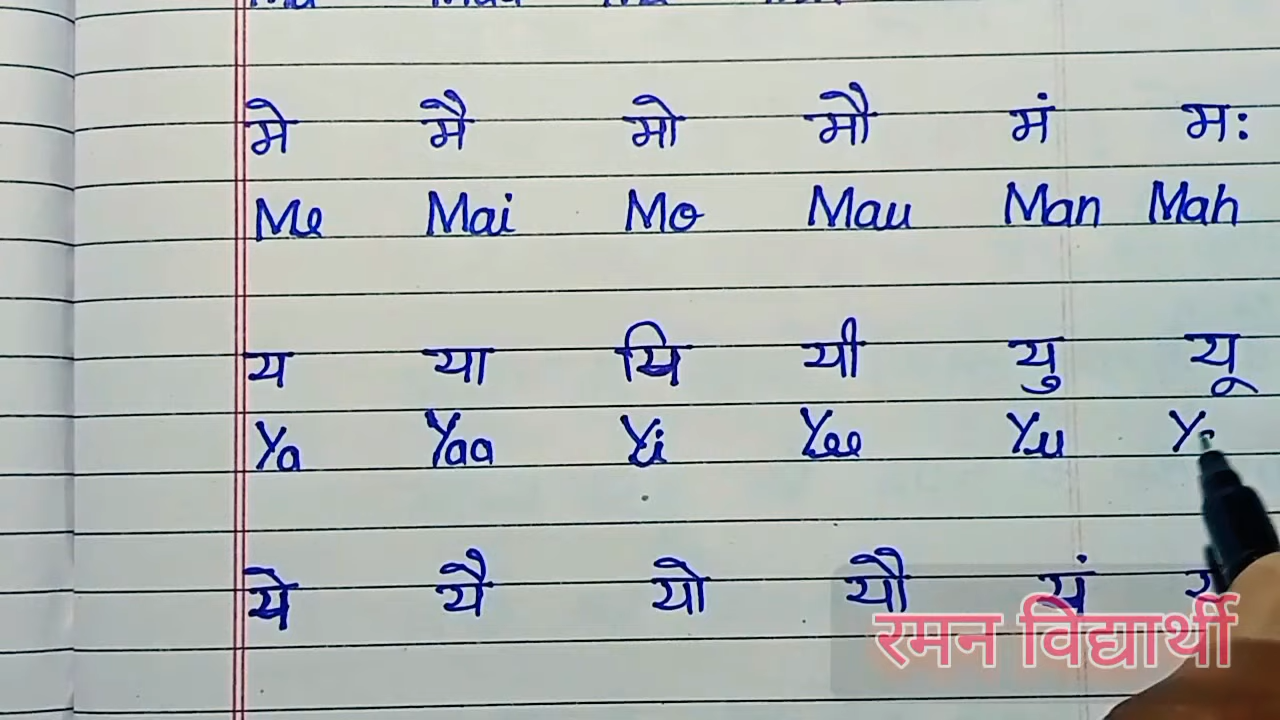 मे मै मो मौ मं मः
Me Mai Mo Mau Man Mah
य या यि यी यु यू
Ya Yaa Yi Yee Yu
ये यै यो यौ यं
रमन विद्यार्थी